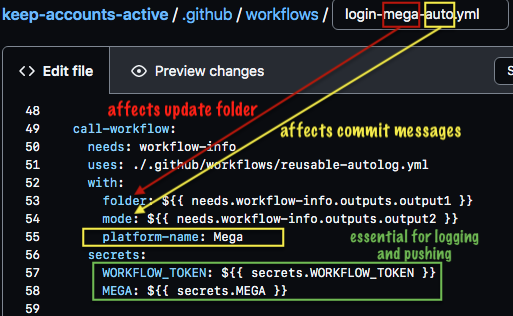 keep-accounts-active / .github / workflows / login-mega-auto.yml
<> Edit file
Preview changes
affects update folder
48
49 call-workflow:
affects commit messages
50 needs: workflow-info
51 uses: ./.github/workflows/reusable-autolog.yml
52 with:
53 folder: ${{ needs.workflow-info.outputs.output1 }}
54 mode: ${{ needs.workflow-info.outputs.output2 }}
55 platform-name: Mega
essential for logging
and pushing
56 secrets:
57 WORKFLOW_TOKEN: ${{ secrets.WORKFLOW_TOKEN }}
58 MEGA: ${{ secrets.MEGA }}
59